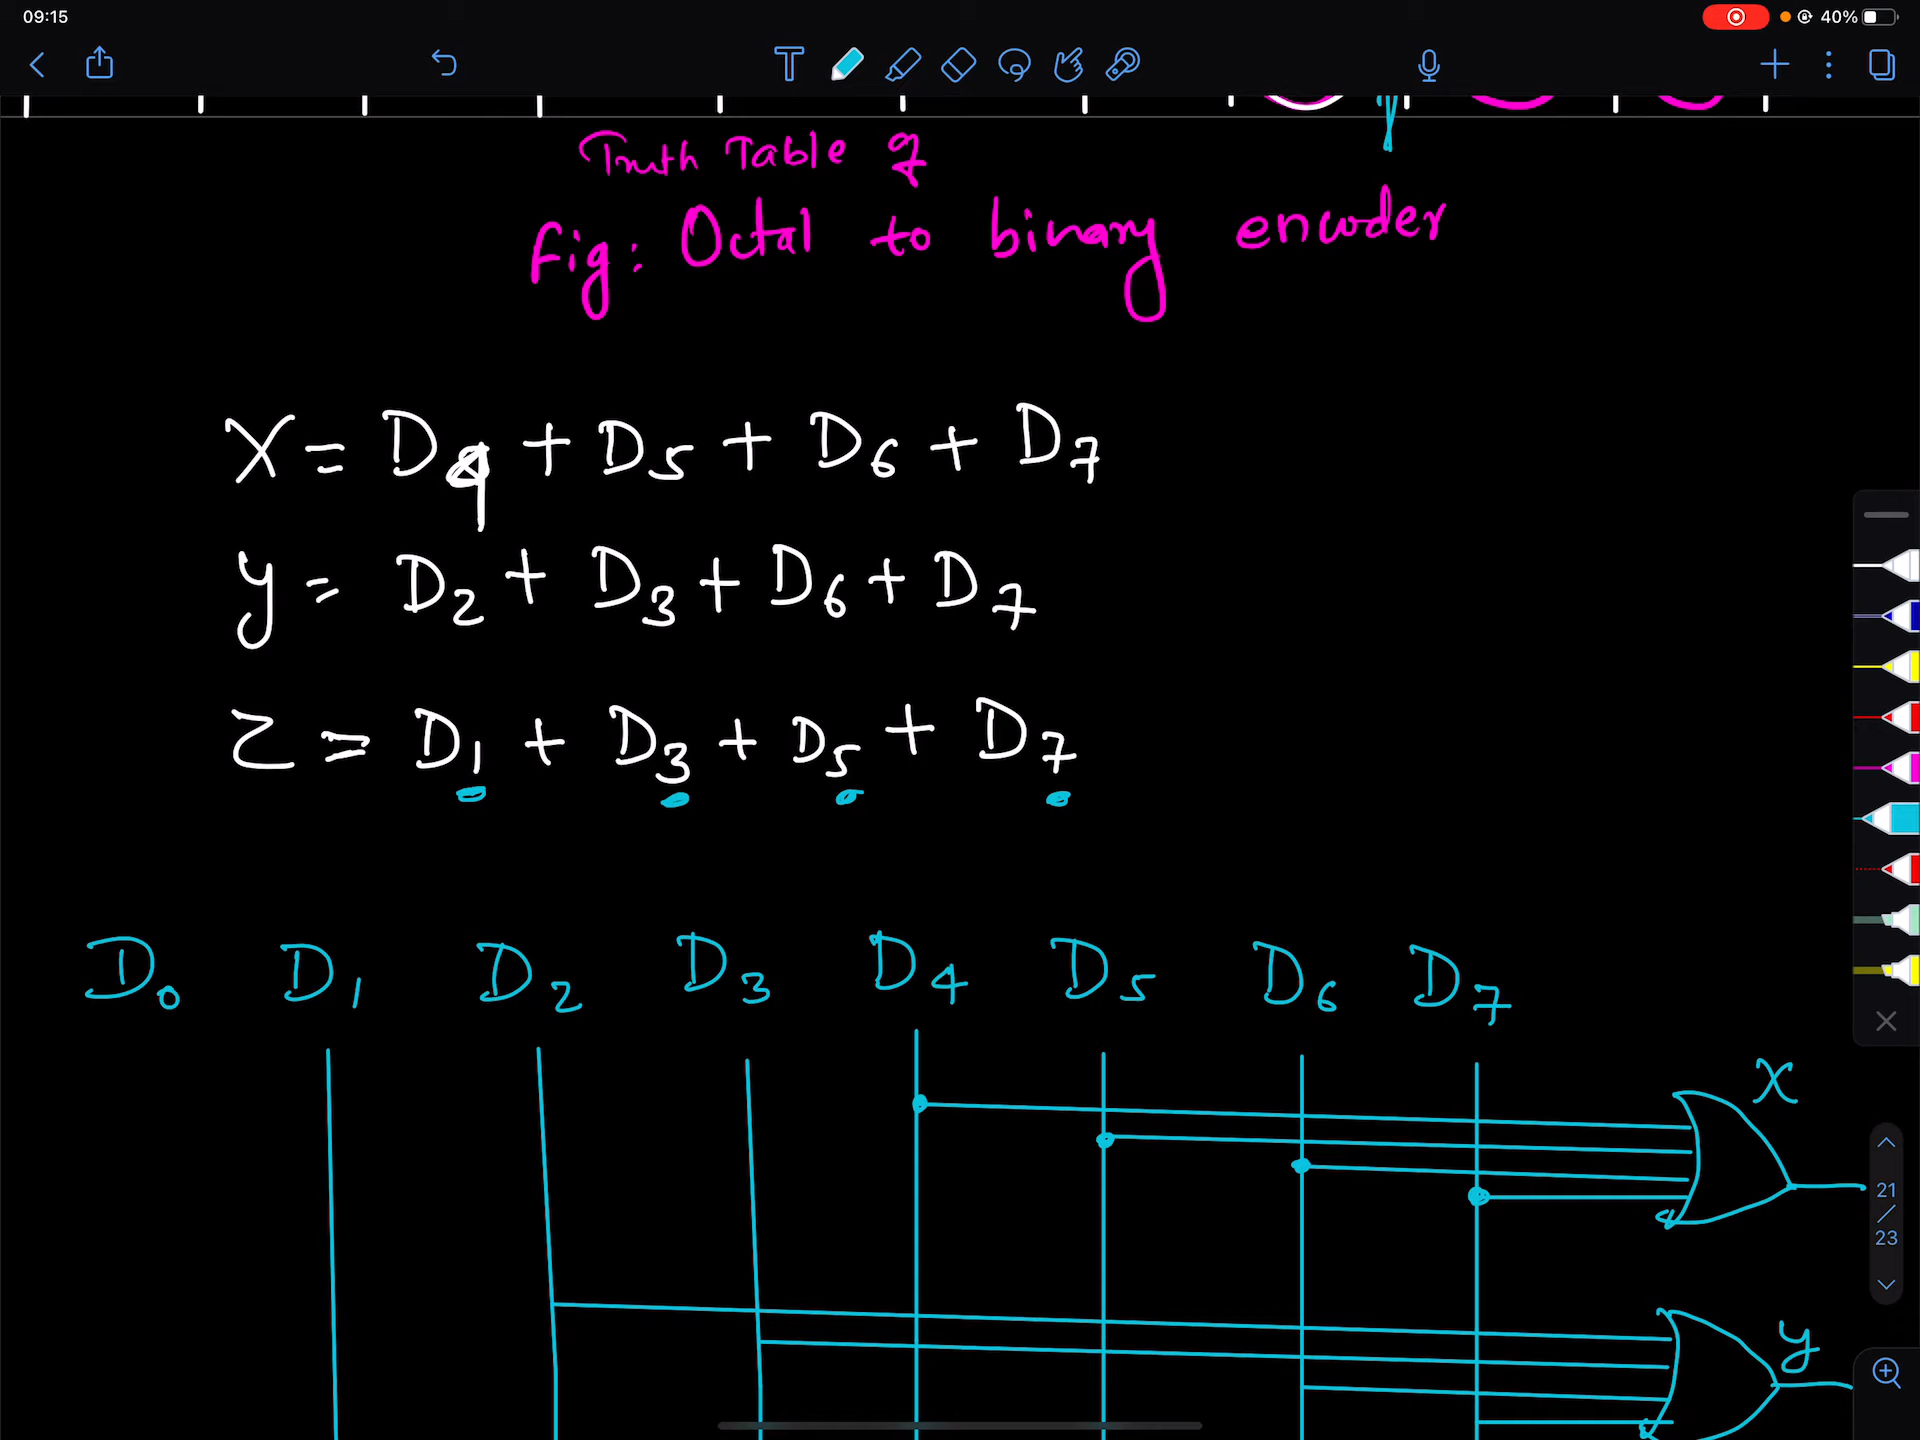 09:15
40%
Truth Table of
fig: Octal to binary encoder
X = D4 + D5 + D6 + D7
y = D2 + D3 + D6 + D7
Z = D1 + D3 + D5 + D7
D0 D1 D2 D3 D4 D5 D6 D7
X
21
/
23
y